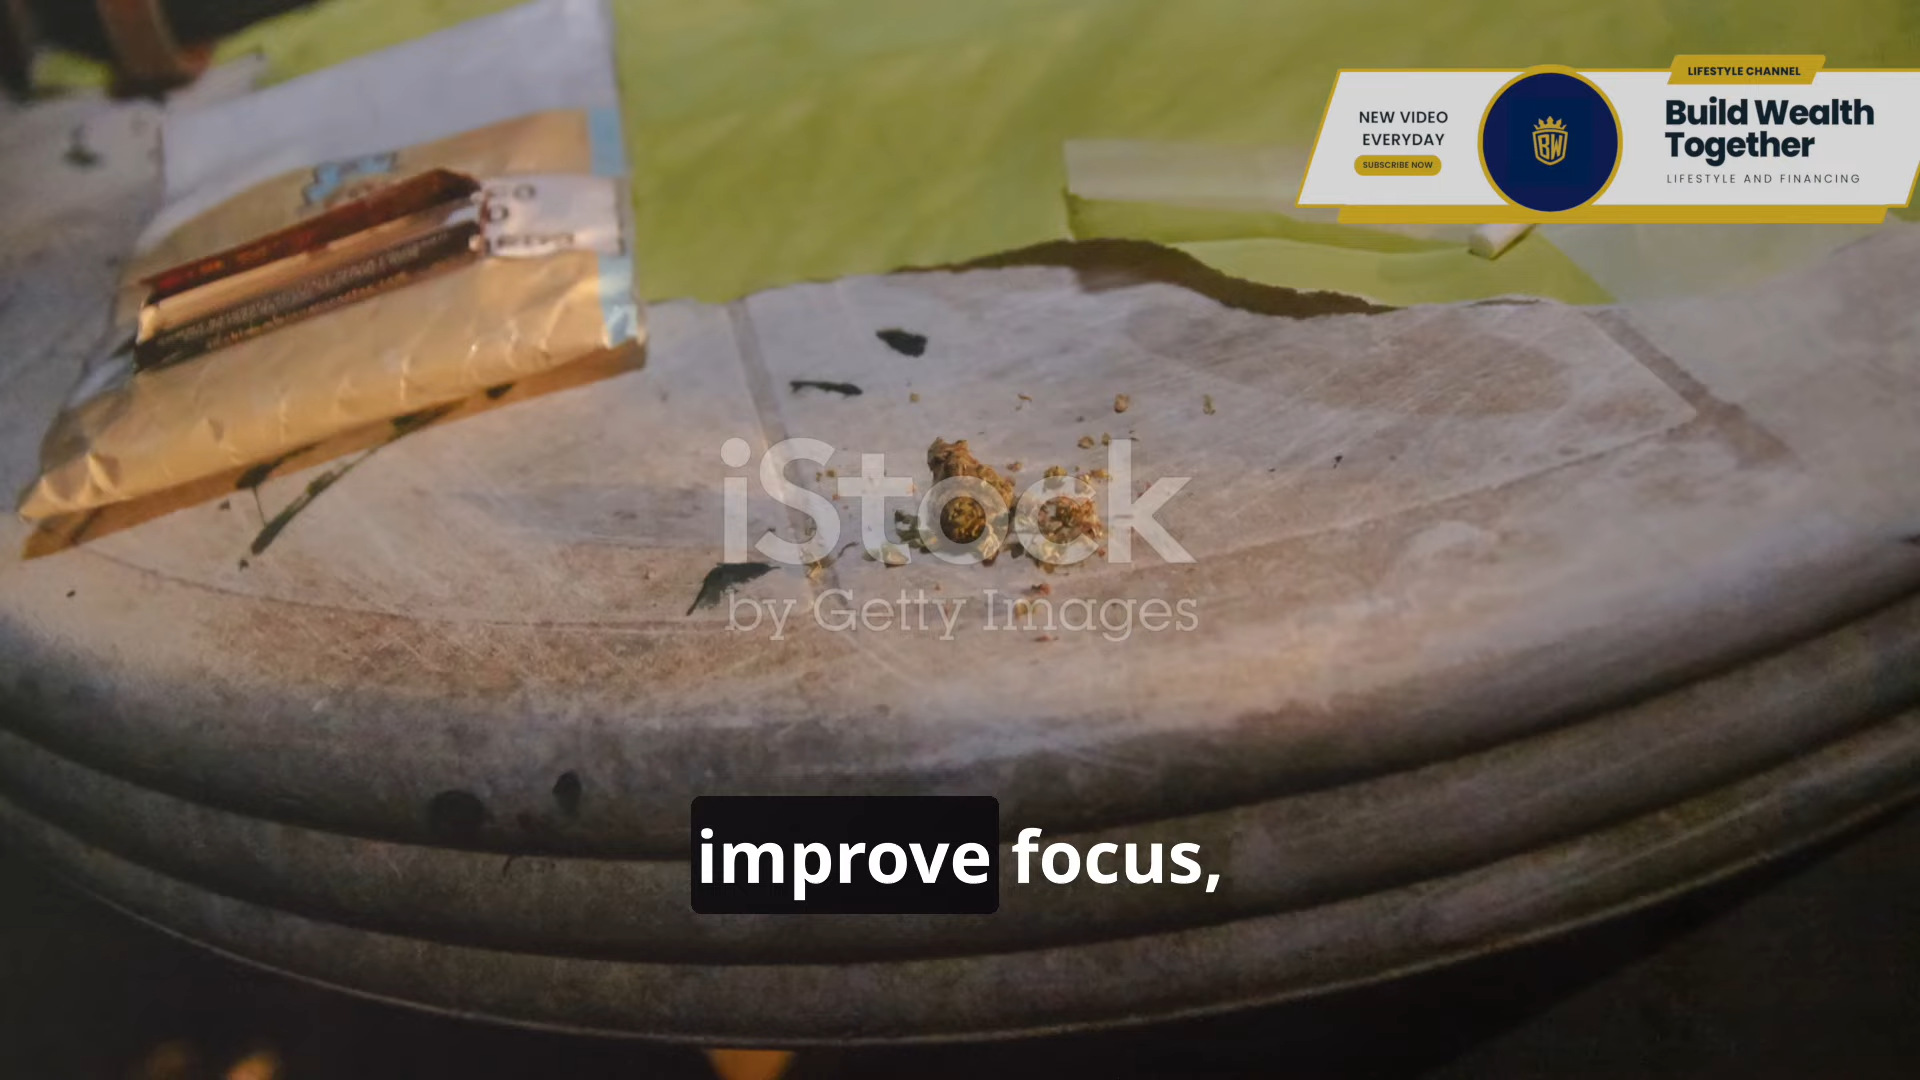 LIFESTYLE CHANNEL
NEW VIDEO
EVERYDAY
SUBSCRIBE NOW
BW
Build Wealth
Together
LIFESTYLE AND FINANCING
iStock
by Getty Images
improve focus,